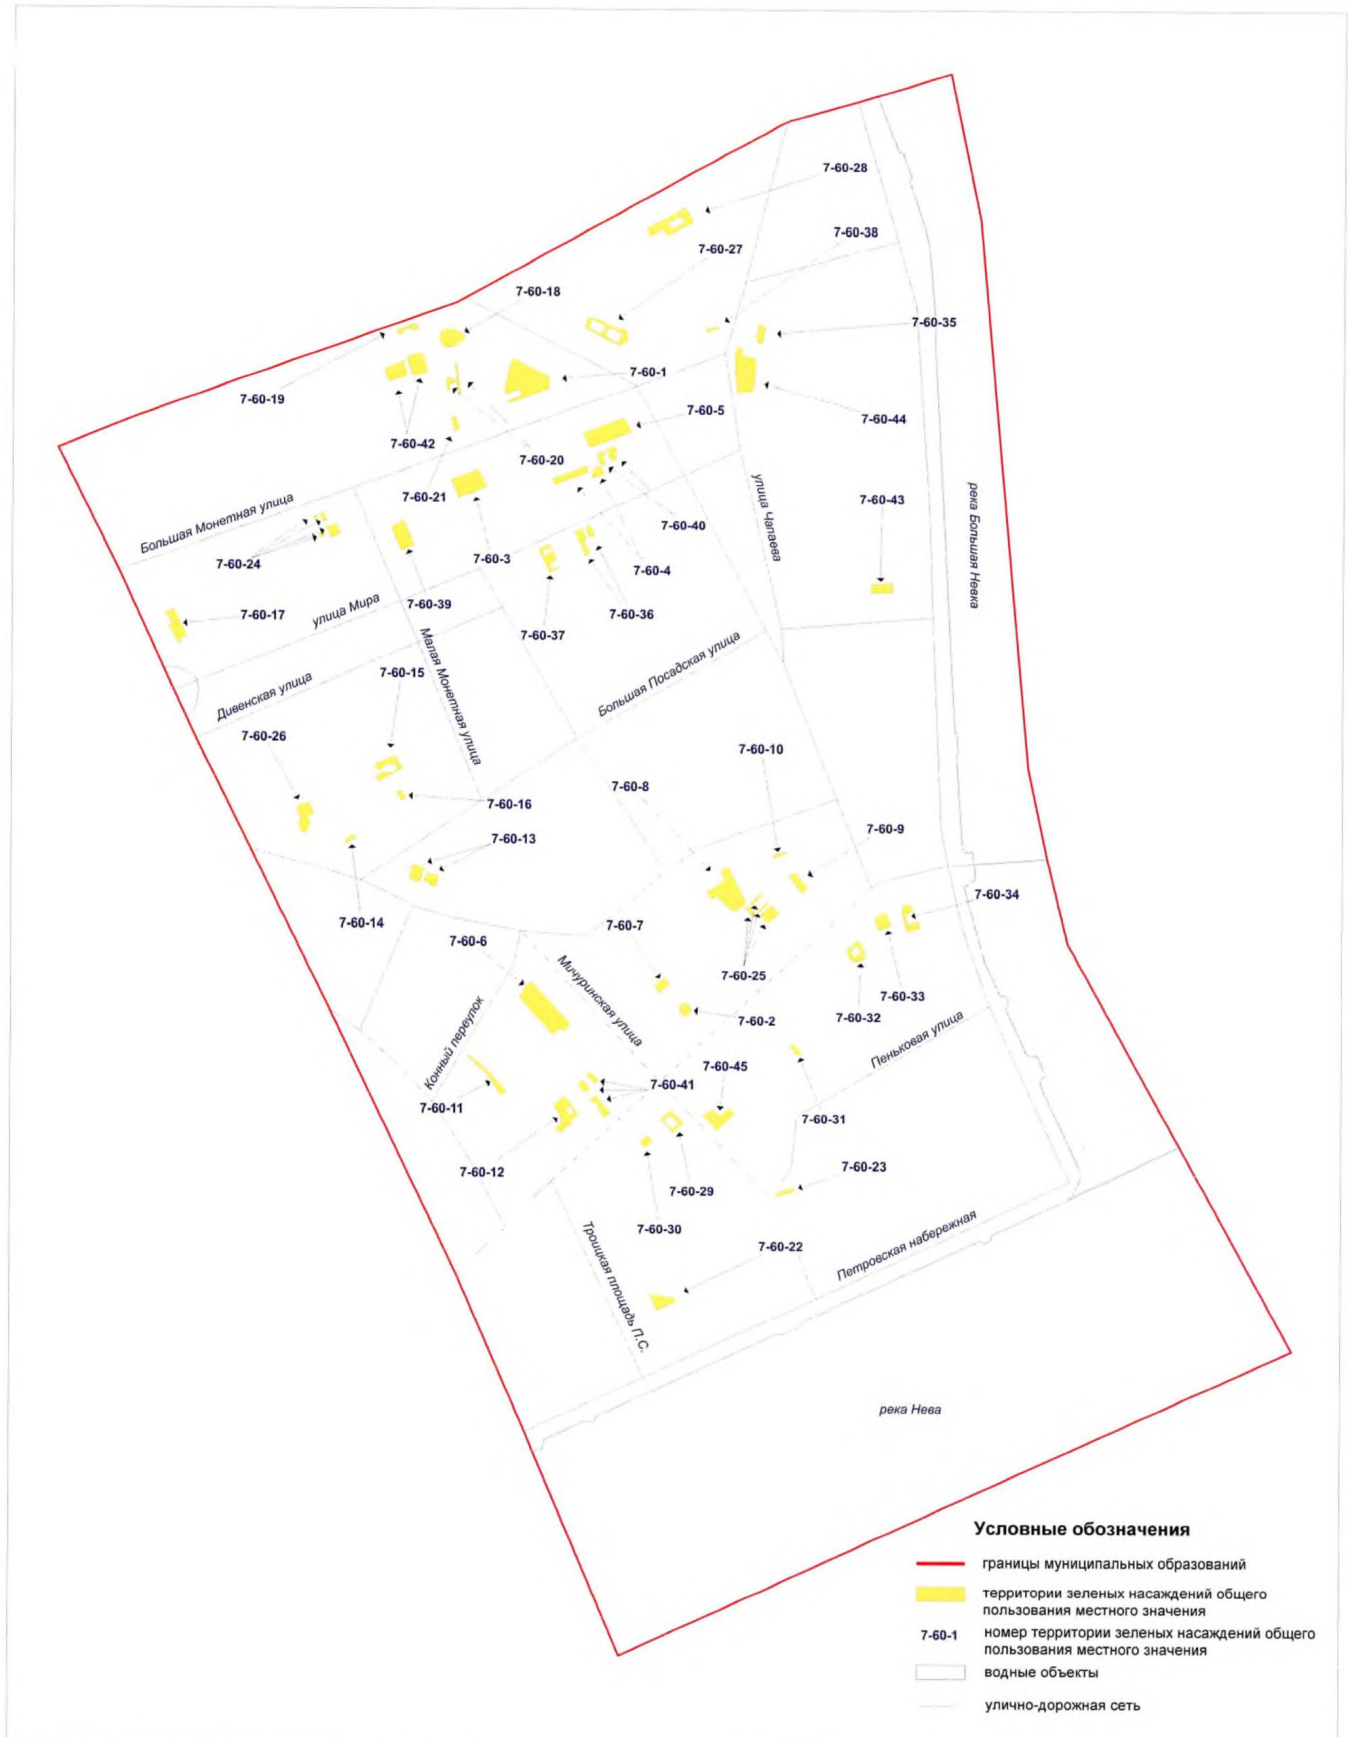 7-60-28
7-60-38
7-60-27
7-60-18
7-60-35
7-60-1
7-60-19
7-60-5
7-60-44
7-60-42
7-60-20
7-60-21
Большая Монетная улица
улица Чапаева
7-60-43
река Большая Невка
7-60-40
7-60-24
7-60-3
7-60-4
7-60-17
улица Мира
7-60-39
7-60-36
7-60-37
Малая Монетная улица
Большая Посадская улица
7-60-15
Дивенская улица
7-60-26
7-60-10
7-60-8
7-60-16
7-60-9
7-60-13
7-60-34
7-60-14
7-60-7
7-60-6
7-60-25
Мичуринская улица
7-60-33
7-60-32
7-60-2
Пеньковая улица
Конный переулок
7-60-45
7-60-41
7-60-11
7-60-31
7-60-12
7-60-23
7-60-29
7-60-30
7-60-22
Петровская набережная
Троицкая площадь П.С.
река Нева
Условные обозначения
границы муниципальных образований
территории зеленых насаждений общего
пользования местного значения
7-60-1 номер территории зеленых насаждений общего
пользования местного значения
водные объекты
улично-дорожная сеть